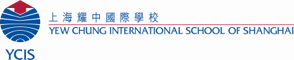 上海耀中國際學校
YEW CHUNG INTERNATIONAL SCHOOL OF SHANGHAI
YCIS